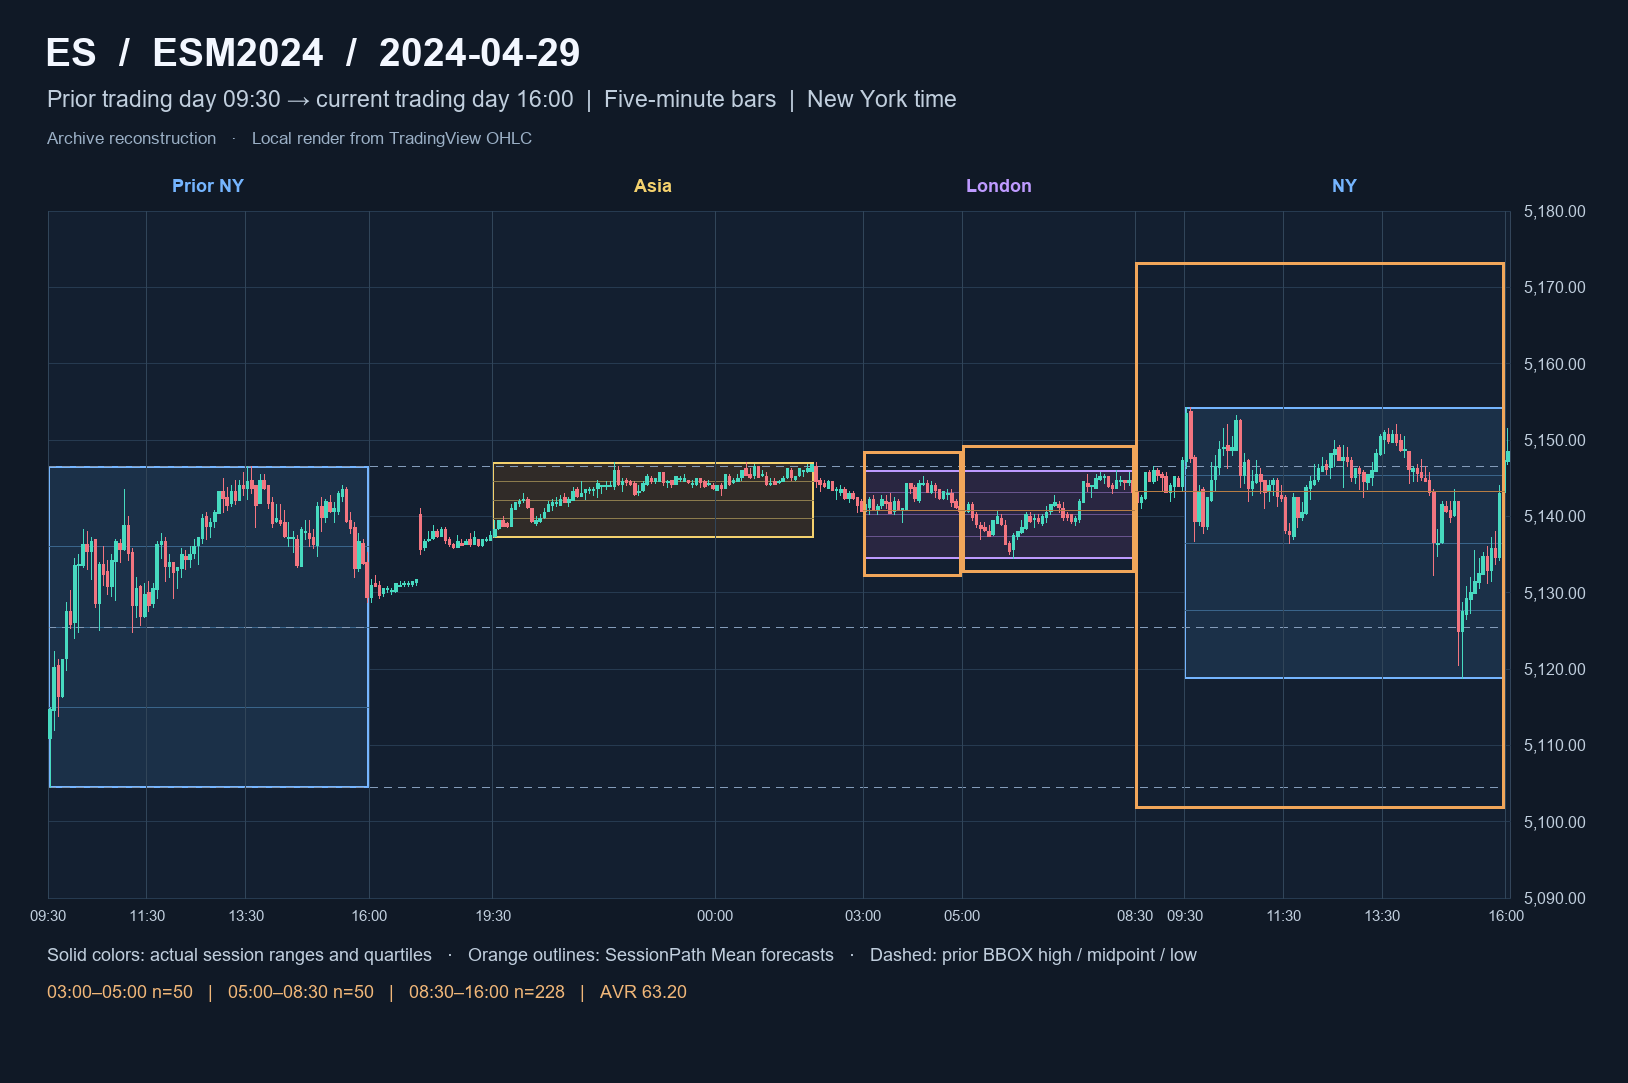 ES / ESM2024 / 2024-04-29
Prior trading day 09:30 → current trading day 16:00 | Five-minute bars | New York time
Archive reconstruction · Local render from TradingView OHLC
Prior NY Asia London NY
5,180.00
5,170.00
5,160.00
5,150.00
5,140.00
5,130.00
5,120.00
5,110.00
5,100.00
5,090.00
09:30 11:30 13:30 16:00 19:30 00:00 03:00 05:00 08:30 09:30 11:30 13:30 16:00
Solid colors: actual session ranges and quartiles · Orange outlines: SessionPath Mean forecasts · Dashed: prior BBOX high / midpoint / low
03:00–05:00 n=50 | 05:00–08:30 n=50 | 08:30–16:00 n=228 | AVR 63.20